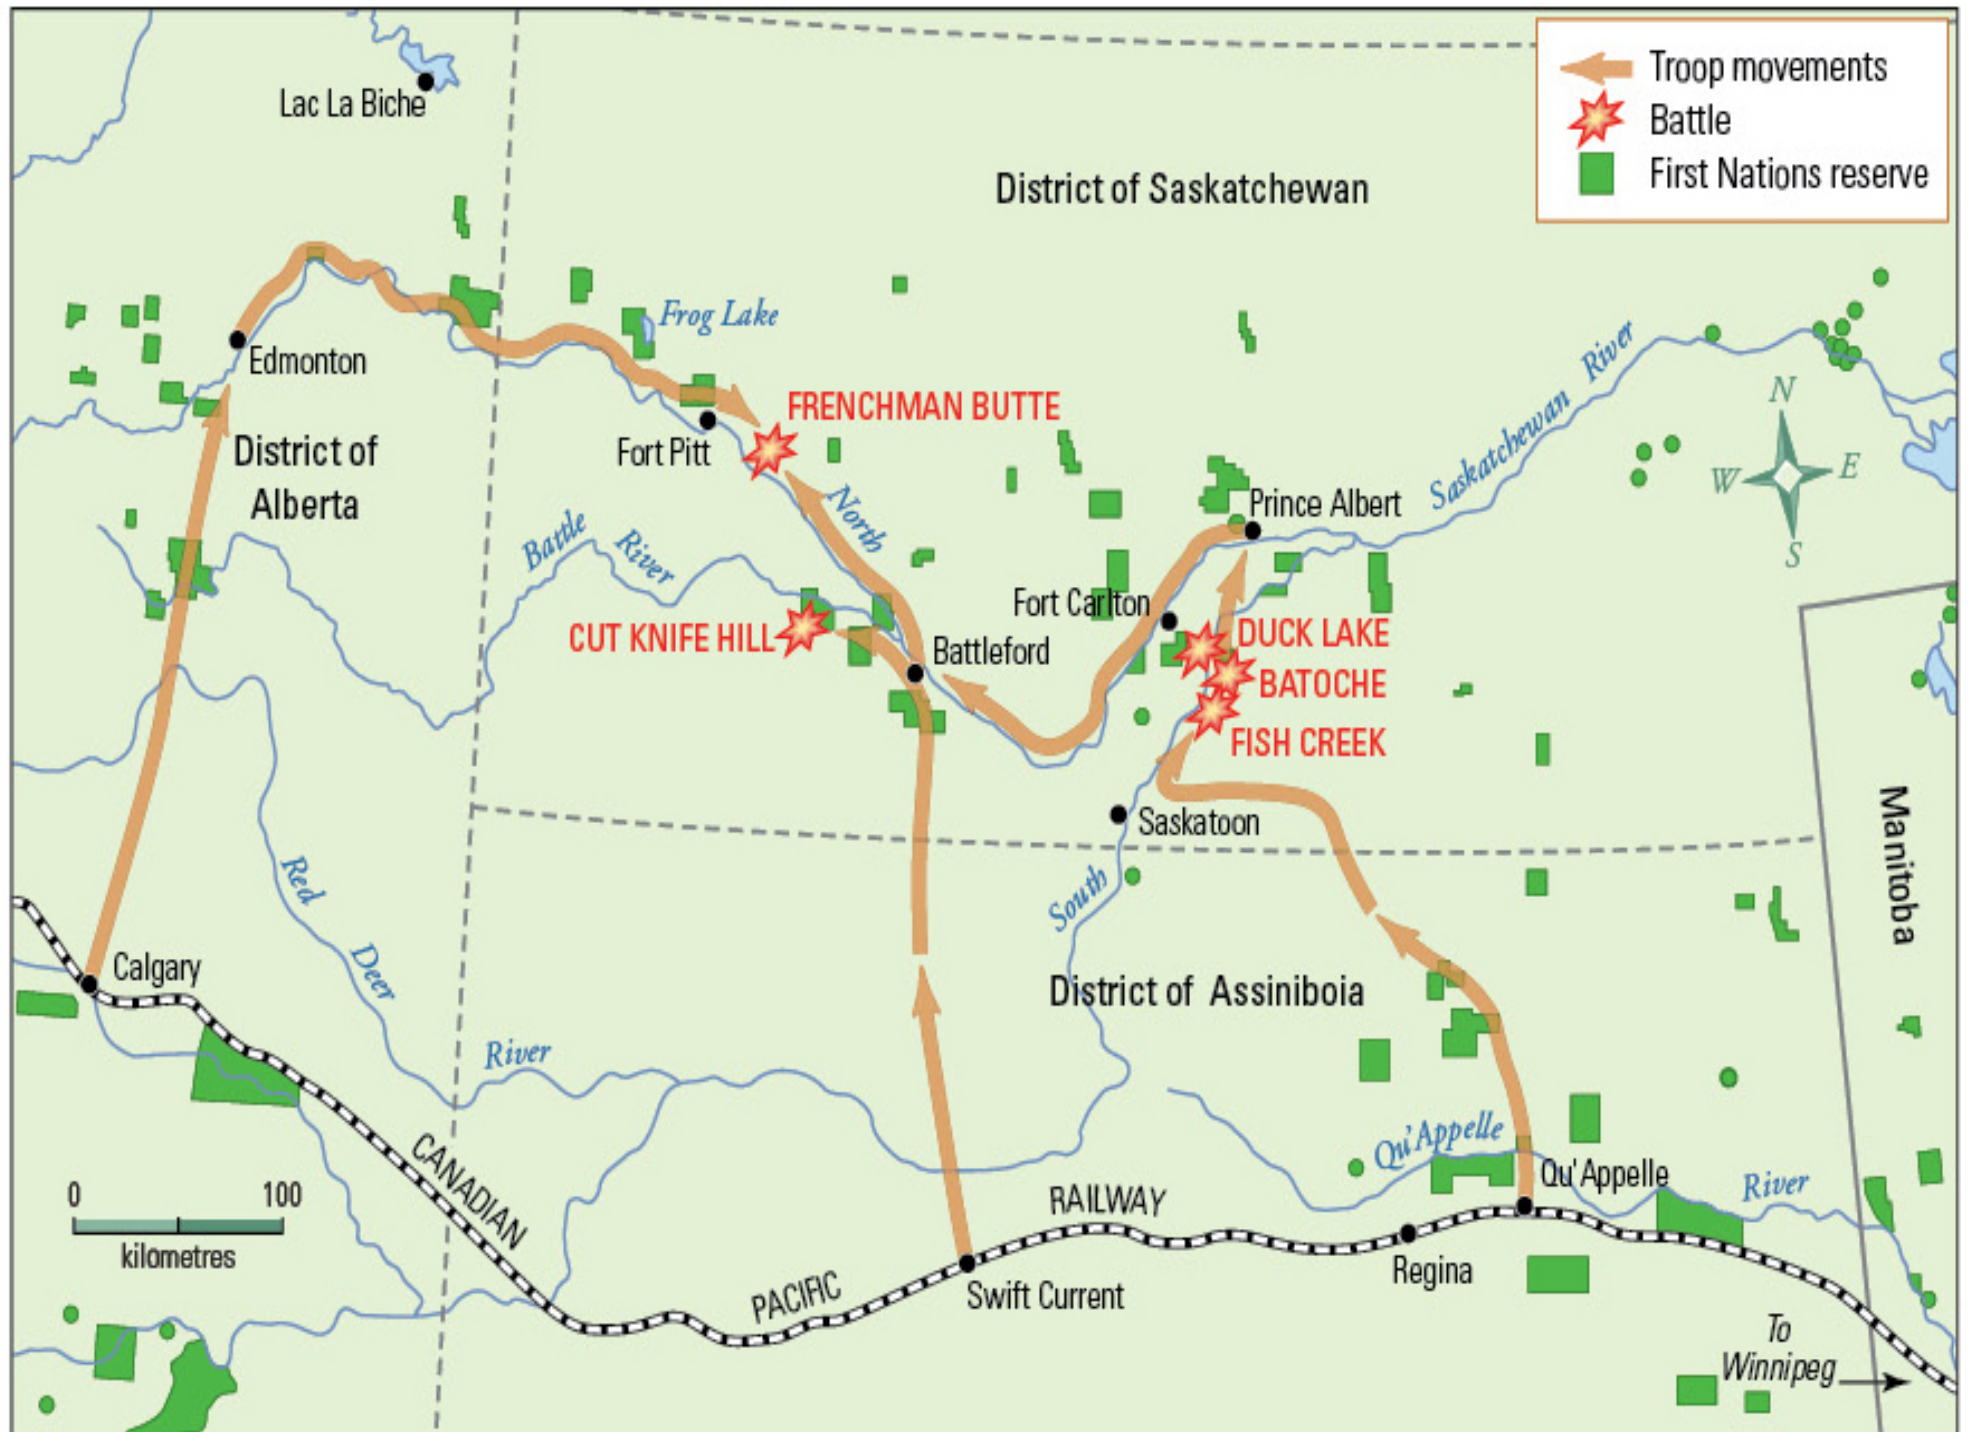 Troop movements
Battle
First Nations reserve
Lac La Biche
District of Saskatchewan
Frog Lake
Edmonton
FRENCHMAN BUTTE
Saskatchewan River
N
W
E
S
District of
Alberta
Fort Pitt
North
Prince Albert
Battle River
Fort Carlton
CUT KNIFE HILL
Battleford
DUCK LAKE
BATOCHE
FISH CREEK
Saskatoon
Manitoba
Red Deer River
South
Calgary
District of Assiniboia
Qu'Appelle River
Qu'Appelle
CANADIAN PACIFIC RAILWAY
0 100
kilometres
Swift Current
Regina
To
Winnipeg